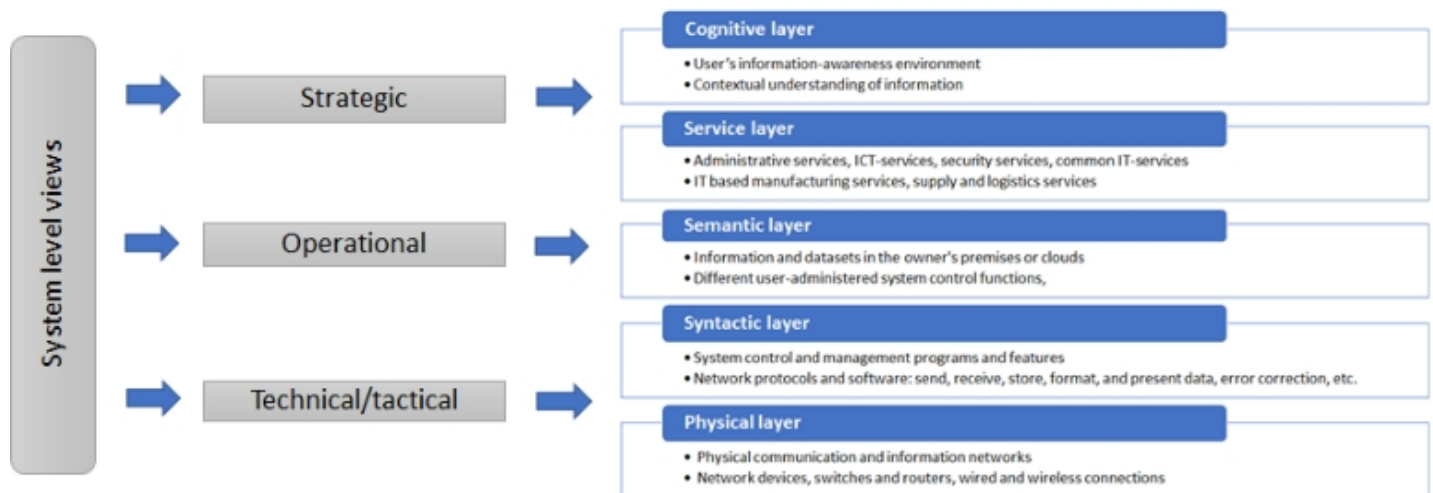 System level views
Strategic
Operational
Technical/tactical
Cognitive layer
• User's information-awareness environment
• Contextual understanding of information
Service layer
• Administrative services, ICT-services, security services, common IT-services
• IT based manufacturing services, supply and logistics services
Semantic layer
• Information and datasets in the owner's premises or clouds
• Different user-administered system control functions,
Syntactic layer
• System control and management programs and features
• Network protocols and software: send, receive, store, format, and present data, error correction, etc.
Physical layer
• Physical communication and information networks
• Network devices, switches and routers, wired and wireless connections